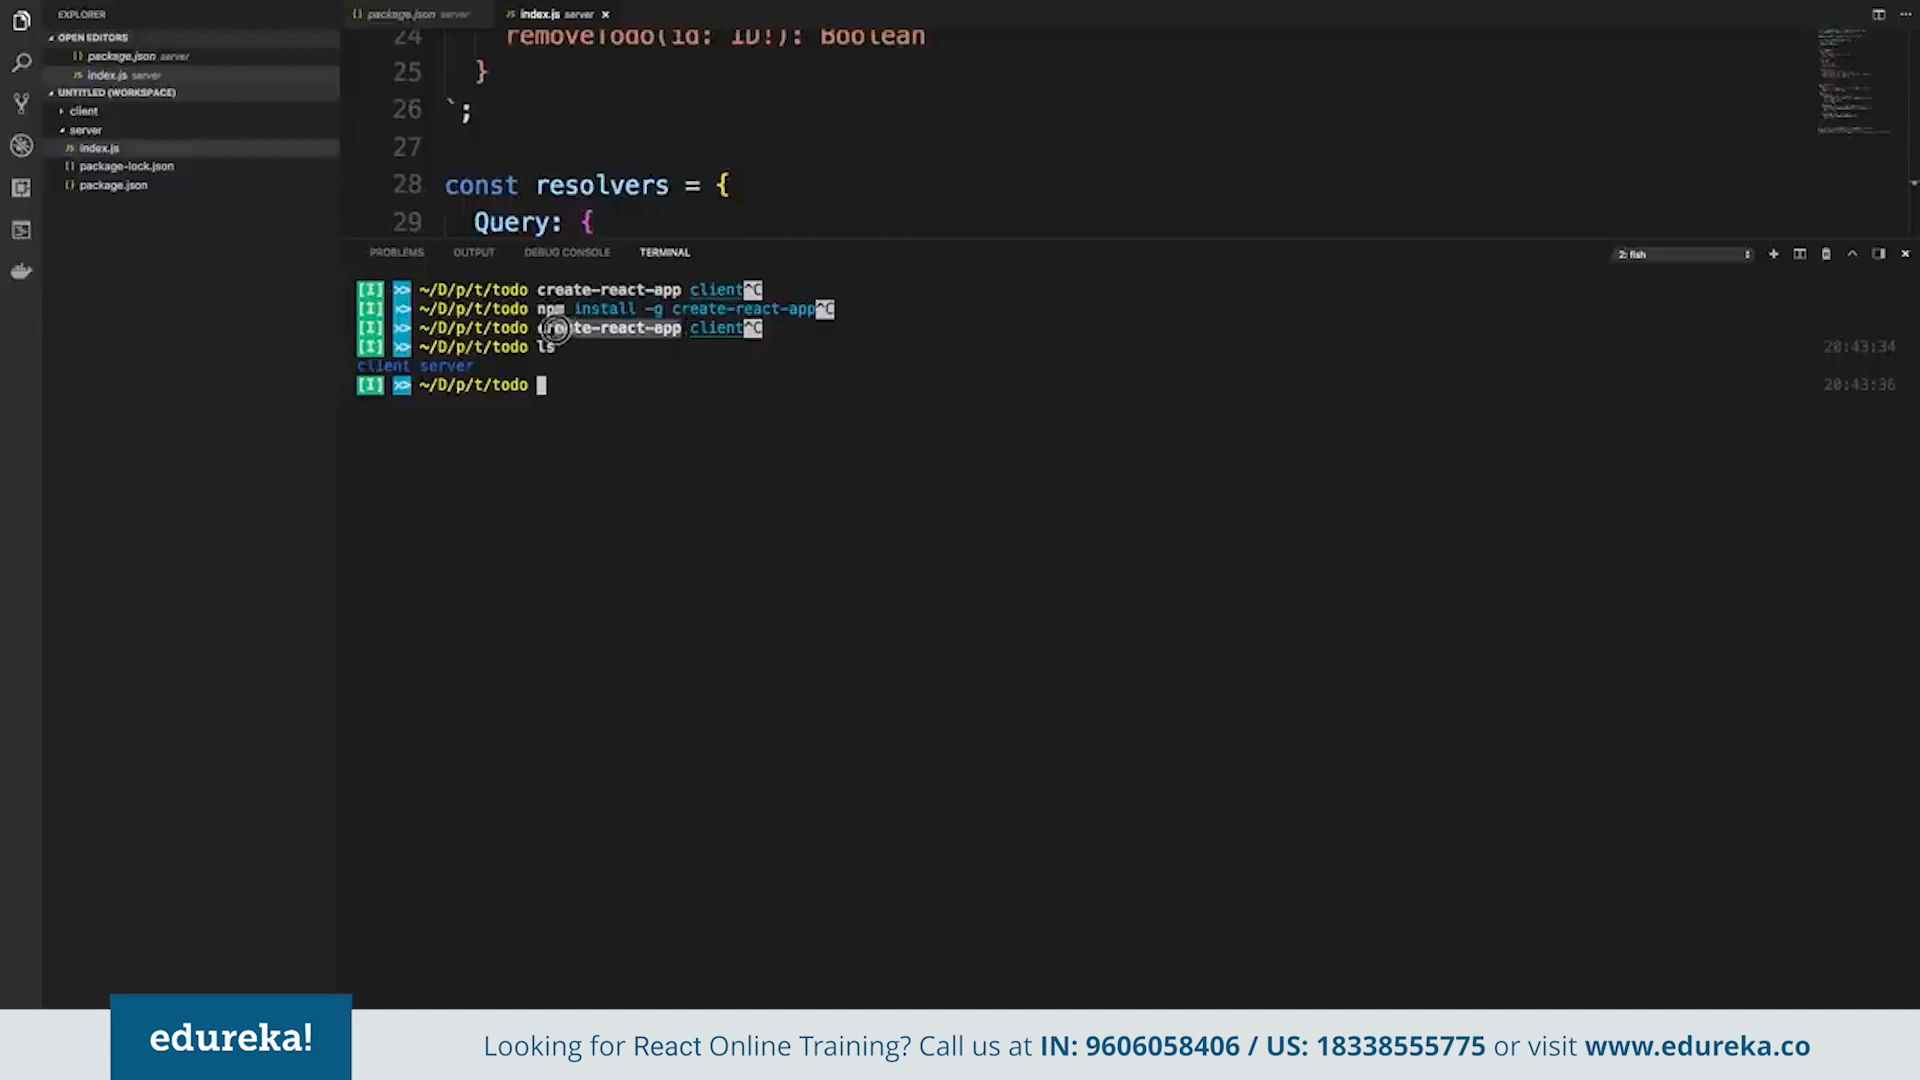 EXPLORER
OPEN EDITORS
package.json server
index.js server
UNTITLED (WORKSPACE)
client
server
JS index.js
package-lock.json
{} package.json
{} package.json server
JS index.js server ×
24 removeTodo(id: ID!): Boolean
25 }
26 `;
27
28 const resolvers = {
29 Query: {
PROBLEMS OUTPUT DEBUG CONSOLE TERMINAL
2: fish
[I] >> ~/D/p/t/todo create-react-app client^C
[I] >> ~/D/p/t/todo npm install -g create-react-app^C
[I] >> ~/D/p/t/todo create-react-app client^C
[I] >> ~/D/p/t/todo ls 20:43:34
client server
[I] >> ~/D/p/t/todo 20:43:36
edureka!
Looking for React Online Training? Call us at IN: 9606058406 / US: 18338555775 or visit www.edureka.co